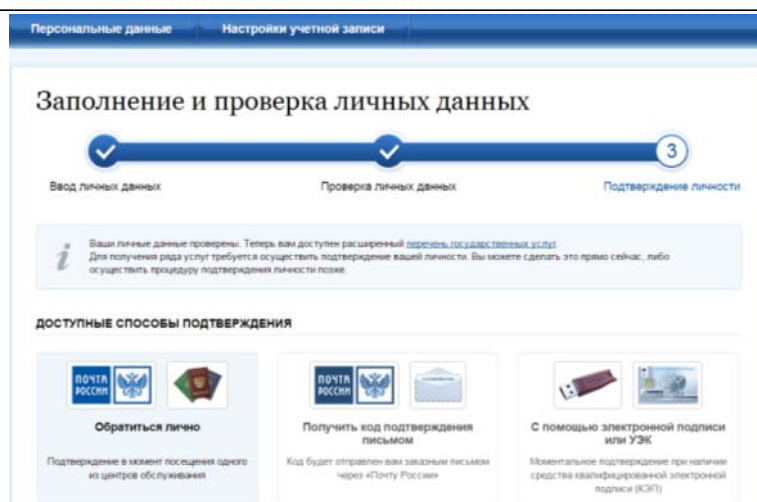 Персональные данные Настройки учетной записи
Заполнение и проверка личных данных
3
Ввод личных данных Проверка личных данных Подтверждение личности
Ваши личные данные проверены. Теперь вам доступен расширенный перечень государственных услуг.
Для получения ряда услуг требуется осуществить подтверждение вашей личности. Вы можете сделать это прямо сейчас, либо
осуществить процедуру подтверждения личности позже.
ДОСТУПНЫЕ СПОСОБЫ ПОДТВЕРЖДЕНИЯ
ПОЧТА
РОССИИ
Обратиться лично
Подтверждение в момент посещения одного
из центров обслуживания
ПОЧТА
РОССИИ
Получить код подтверждения
письмом
Код будет отправлен вам заказным письмом
через «Почту России»
С помощью электронной подписи
или УЭК
Моментальное подтверждение при наличии
средства квалифицированной электронной
подписи (КЭП)